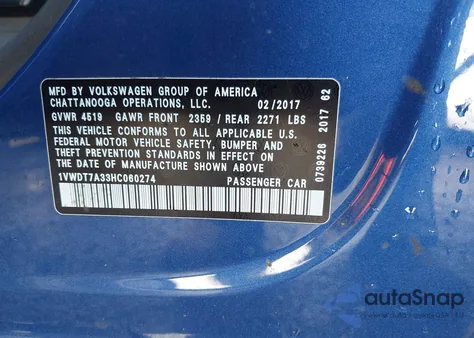 MFD BY VOLKSWAGEN GROUP OF AMERICA
CHATTANOOGA OPERATIONS, LLC. 02/2017
GVWR 4519 GAWR FRONT 2359 / REAR 2271 LBS
THIS VEHICLE CONFORMS TO ALL APPLICABLE U.S.
FEDERAL MOTOR VEHICLE SAFETY, BUMPER AND
THEFT PREVENTION STANDARDS IN EFFECT ON
THE DATE OF MANUFACTURE SHOWN ABOVE
1VWDT7A33HC060274 PASSENGER CAR
0739226 2017 62
autoSnap